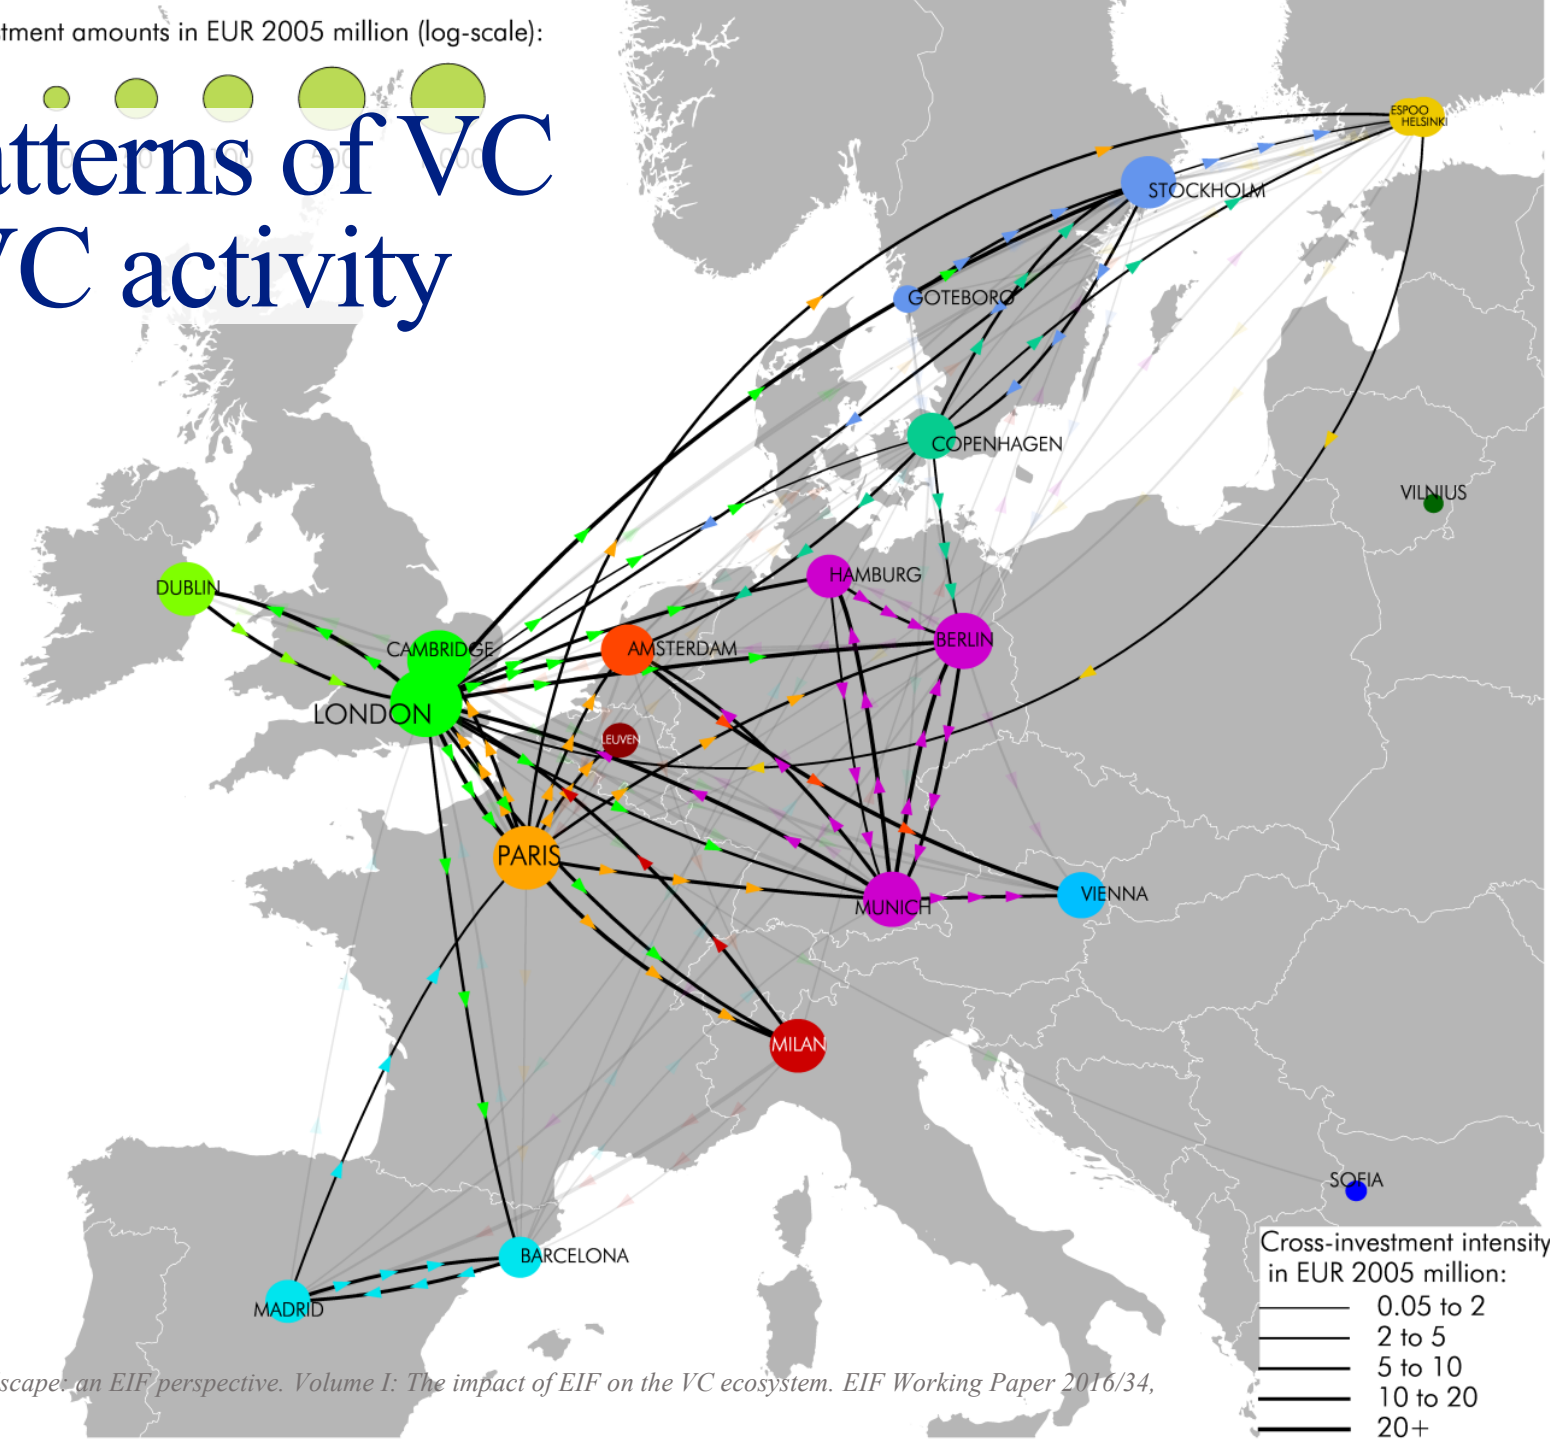 tment amounts in EUR 2005 million (log-scale):
atterns of VC
VC activity
ESPOO
HELSINKI
STOCKHOLM
GOTEBORG
COPENHAGEN
VILNIUS
HAMBURG
DUBLIN
BERLIN
CAMBRIDGE
AMSTERDAM
LONDON
LEUVEN
PARIS
VIENNA
MUNICH
MILAN
SOFIA
BARCELONA
MADRID
Cross-investment intensity
in EUR 2005 million:
0.05 to 2
2 to 5
5 to 10
10 to 20
20+
scape: an EIF perspective. Volume I: The impact of EIF on the VC ecosystem. EIF Working Paper 2016/34,